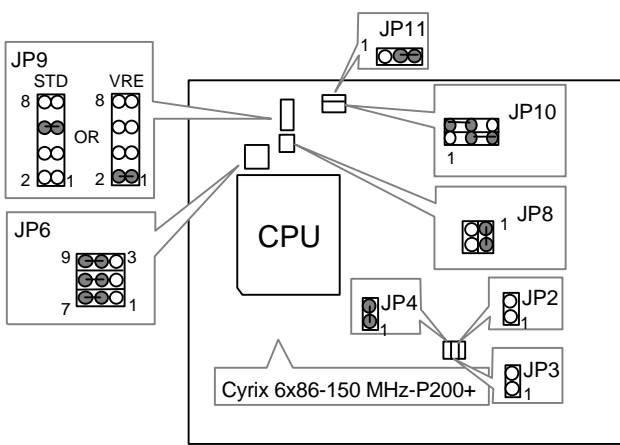 JP11
1
JP9
STD VRE
8 8
OR
2 1 2 1
JP10
1
JP6
9 3
7 1
CPU
JP8
1
JP4
1
JP2
1
JP3
1
Cyrix 6x86-150 MHz-P200+